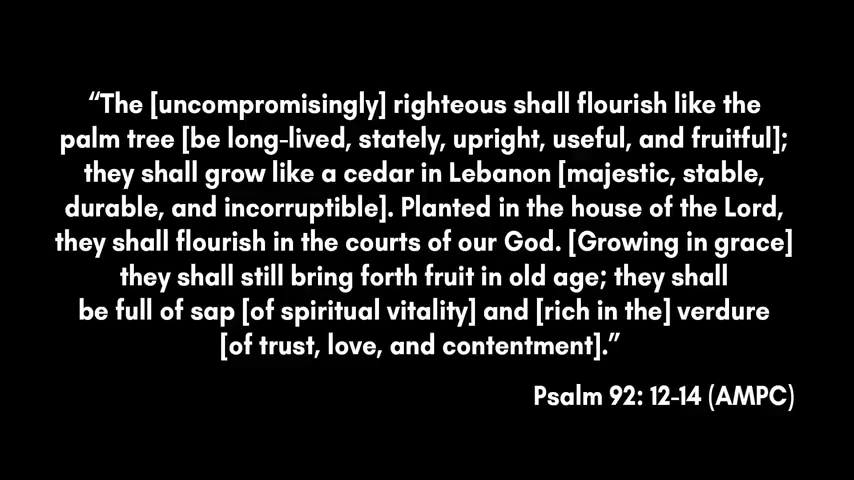 “The [uncompromisingly] righteous shall flourish like the
palm tree [be long-lived, stately, upright, useful, and fruitful];
they shall grow like a cedar in Lebanon [majestic, stable,
durable, and incorruptible]. Planted in the house of the Lord,
they shall flourish in the courts of our God. [Growing in grace]
they shall still bring forth fruit in old age; they shall
be full of sap [of spiritual vitality] and [rich in the] verdure
[of trust, love, and contentment].”
Psalm 92: 12-14 (AMPC)